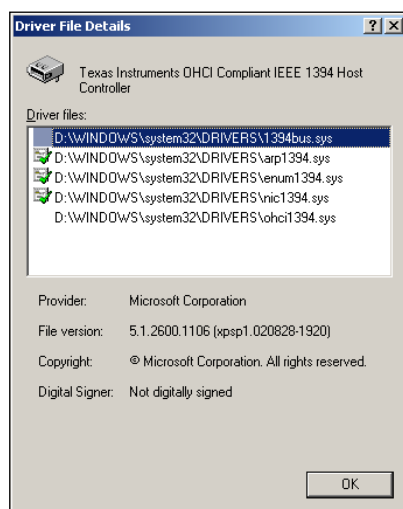 Driver File Details
Texas Instruments OHCI Compliant IEEE 1394 Host
Controller
Driver files:
D:\WINDOWS\system32\DRIVERS\1394bus.sys
D:\WINDOWS\system32\DRIVERS\arp1394.sys
D:\WINDOWS\system32\DRIVERS\enum1394.sys
D:\WINDOWS\system32\DRIVERS\nic1394.sys
D:\WINDOWS\system32\DRIVERS\ohci1394.sys
Provider: Microsoft Corporation
File version: 5.1.2600.1106 (xpsp1.020828-1920)
Copyright: © Microsoft Corporation. All rights reserved.
Digital Signer: Not digitally signed
OK